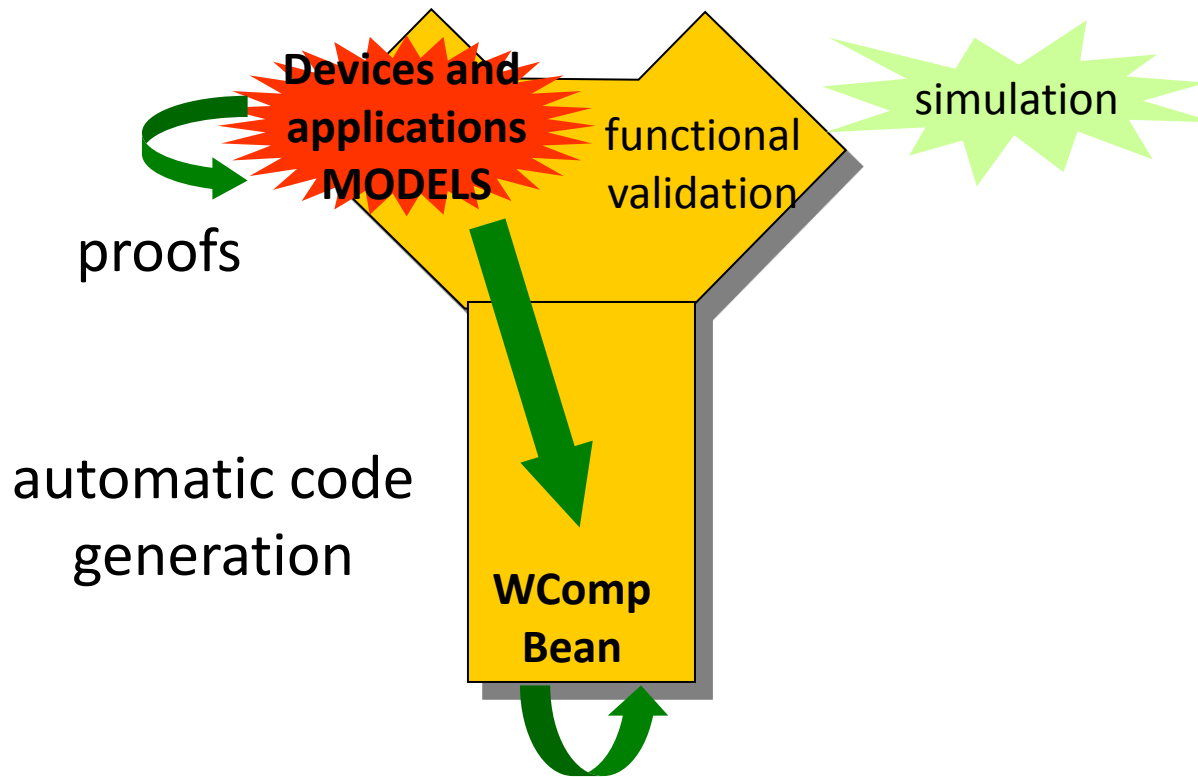 Devices and
applications
MODELS
functional
validation
simulation
proofs
automatic code
generation
WComp
Bean